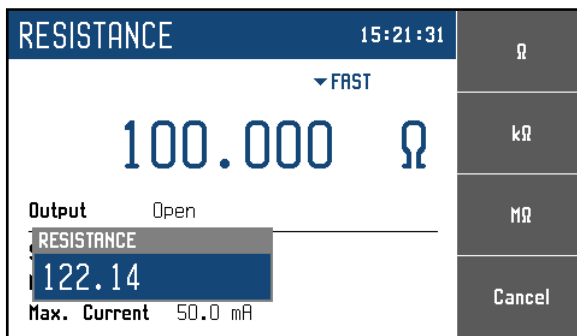 RESISTANCE 15:21:31
FAST
100.000 Ω
Output Open
RESISTANCE
122.14
Max. Current 50.0 mA
Ω
kΩ
MΩ
Cancel